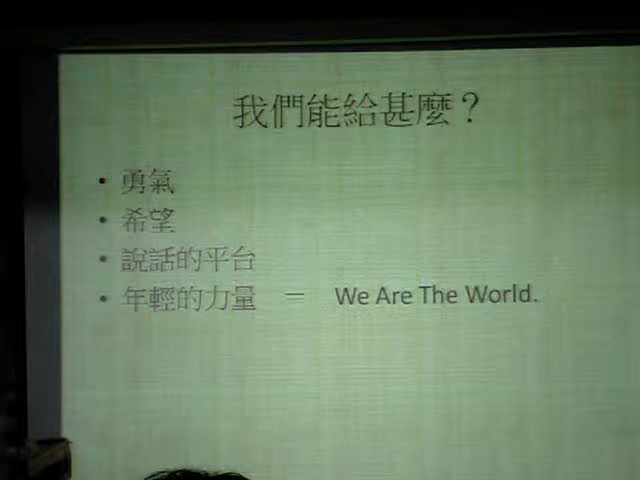 我們能給甚麼？
• 勇氣
• 希望
• 說話的平台
• 年輕的力量 ＝ We Are The World.